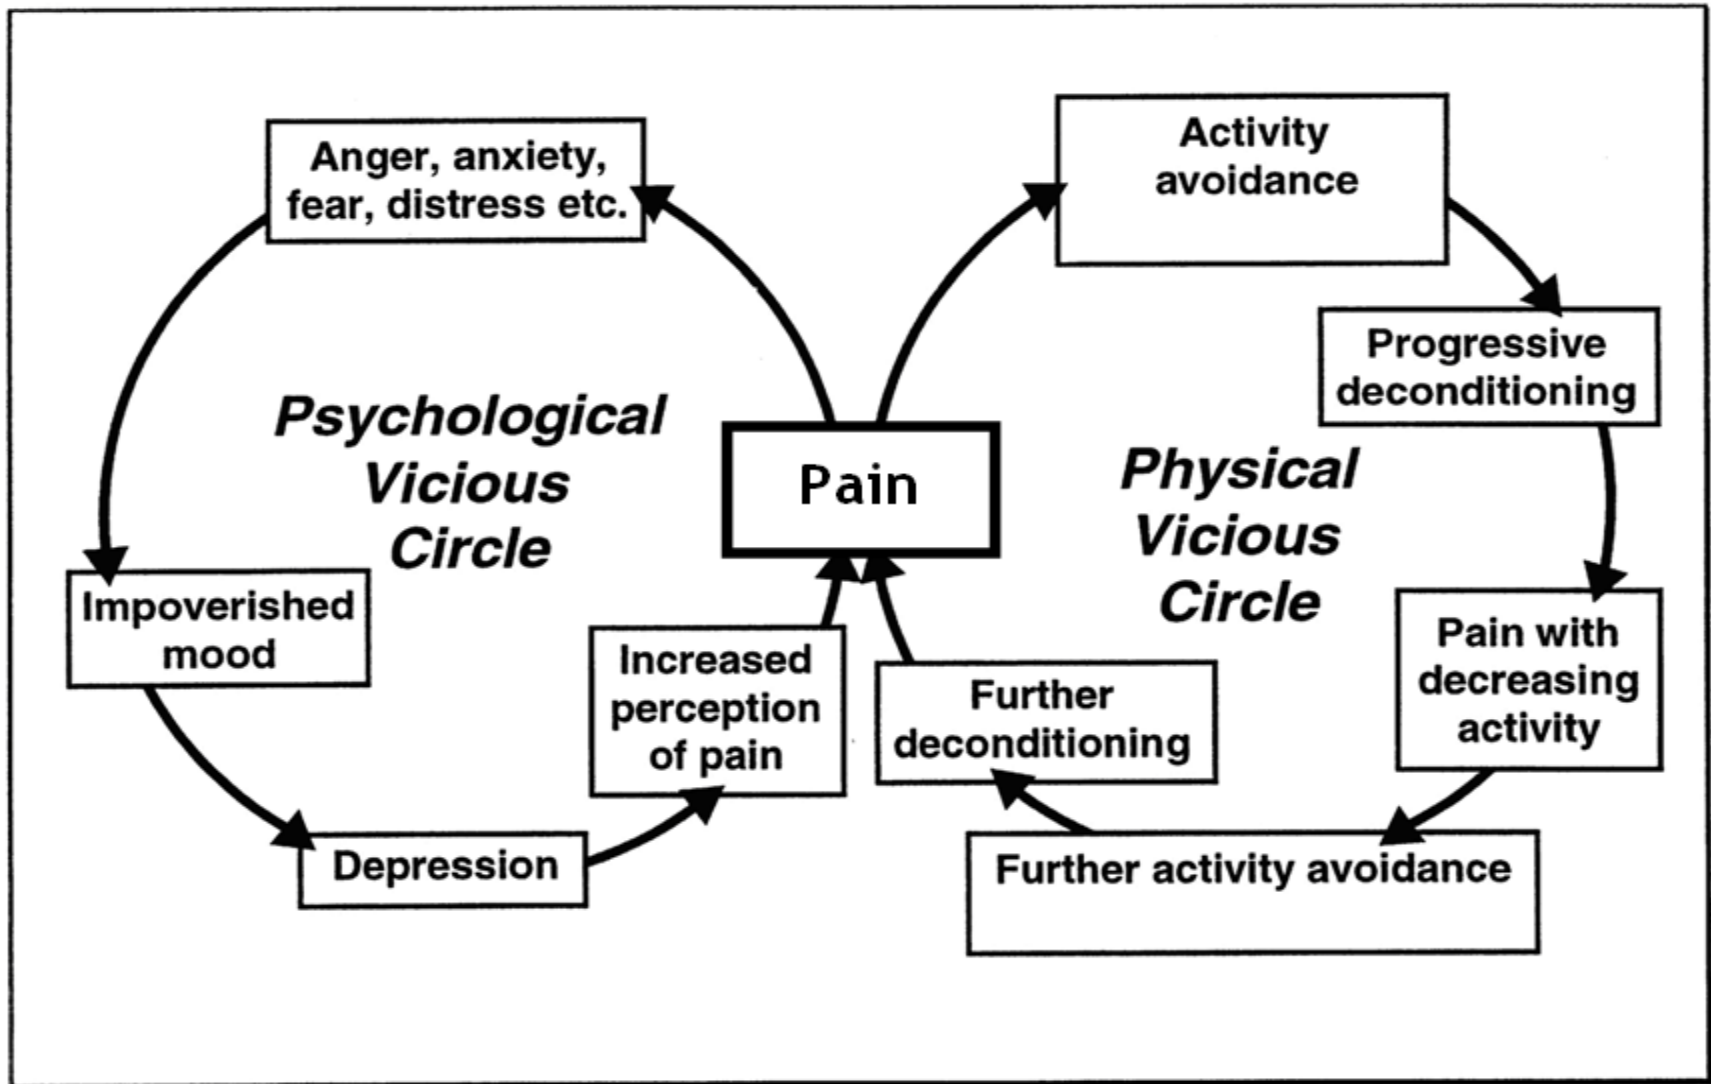 Anger, anxiety,
fear, distress etc.
Activity
avoidance
Progressive
deconditioning
Psychological
Vicious
Circle
Pain
Physical
Vicious
Circle
Impoverished
mood
Increased
perception
of pain
Further
deconditioning
Pain with
decreasing
activity
Depression
Further activity avoidance